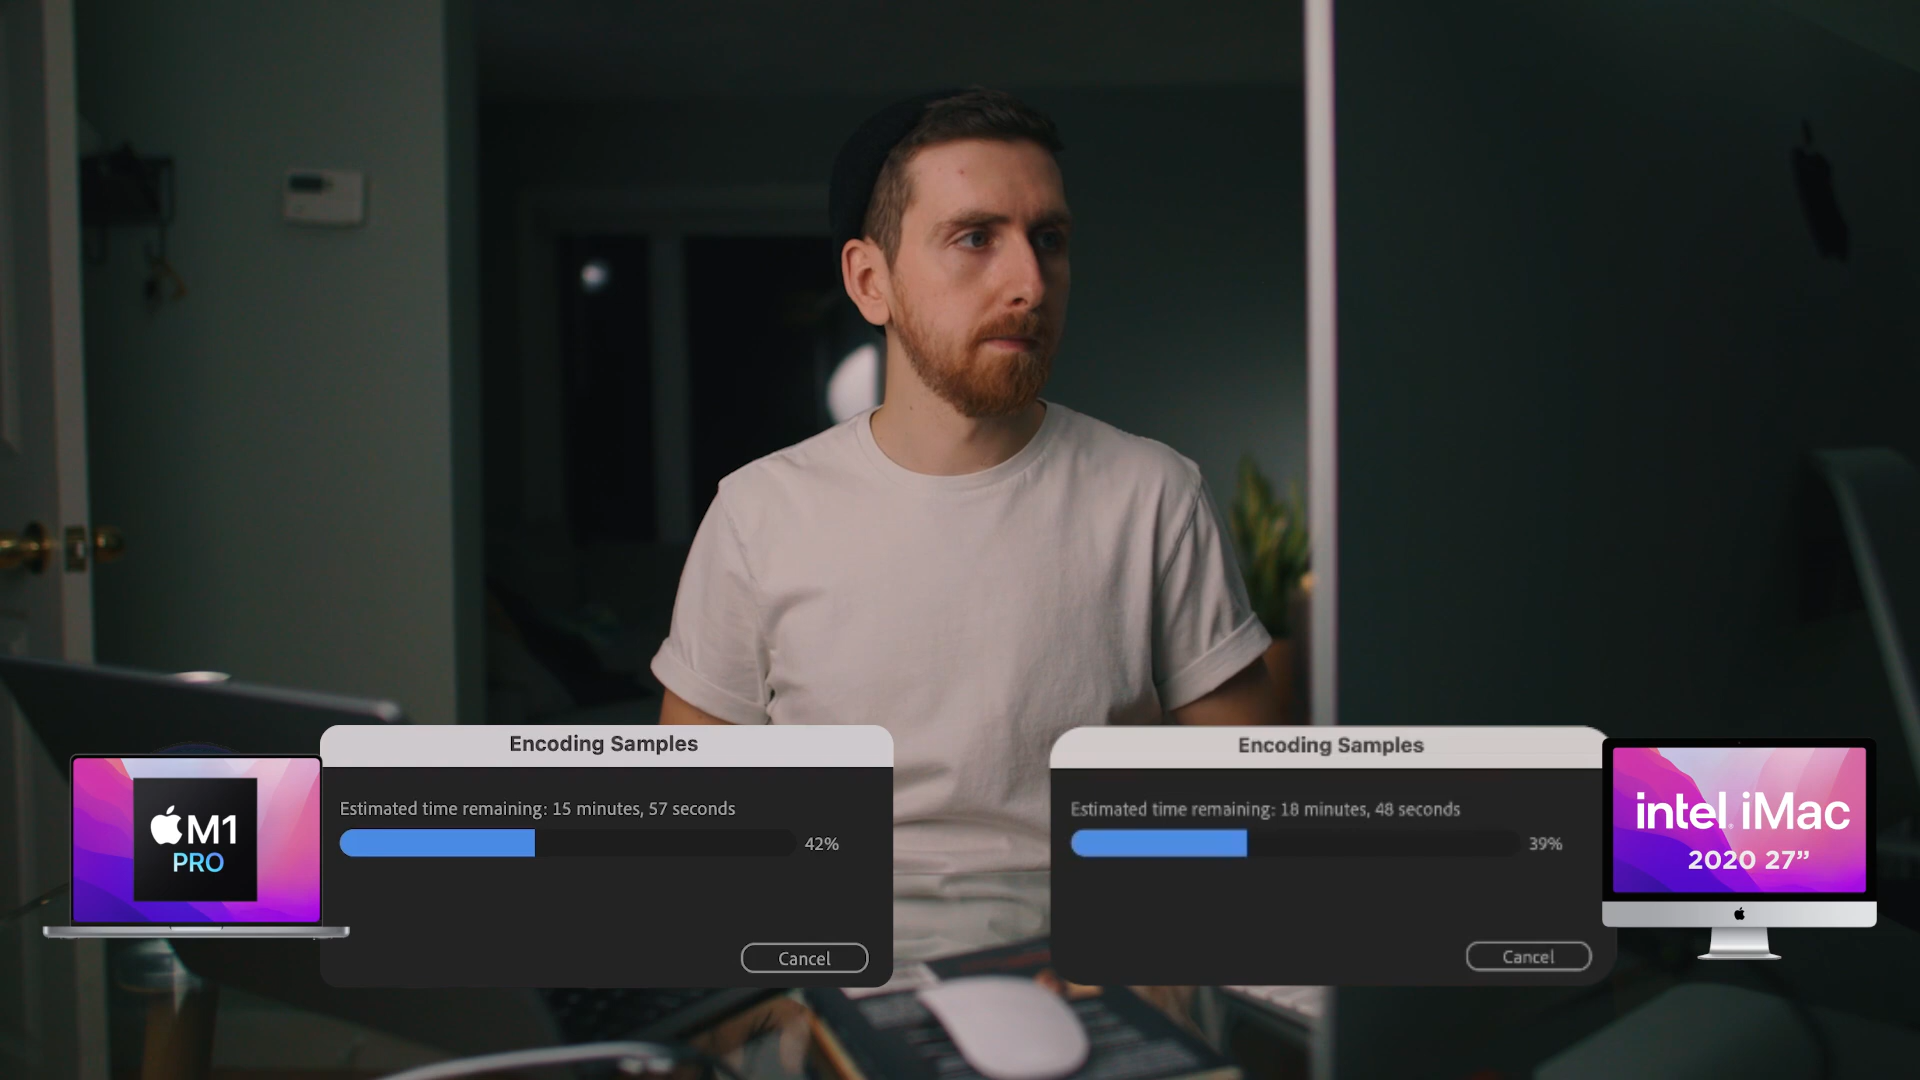 Encoding Samples
Estimated time remaining: 15 minutes, 57 seconds
42%
Cancel
M1
PRO
Encoding Samples
Estimated time remaining: 18 minutes, 48 seconds
39%
Cancel
intel iMac
2020 27”